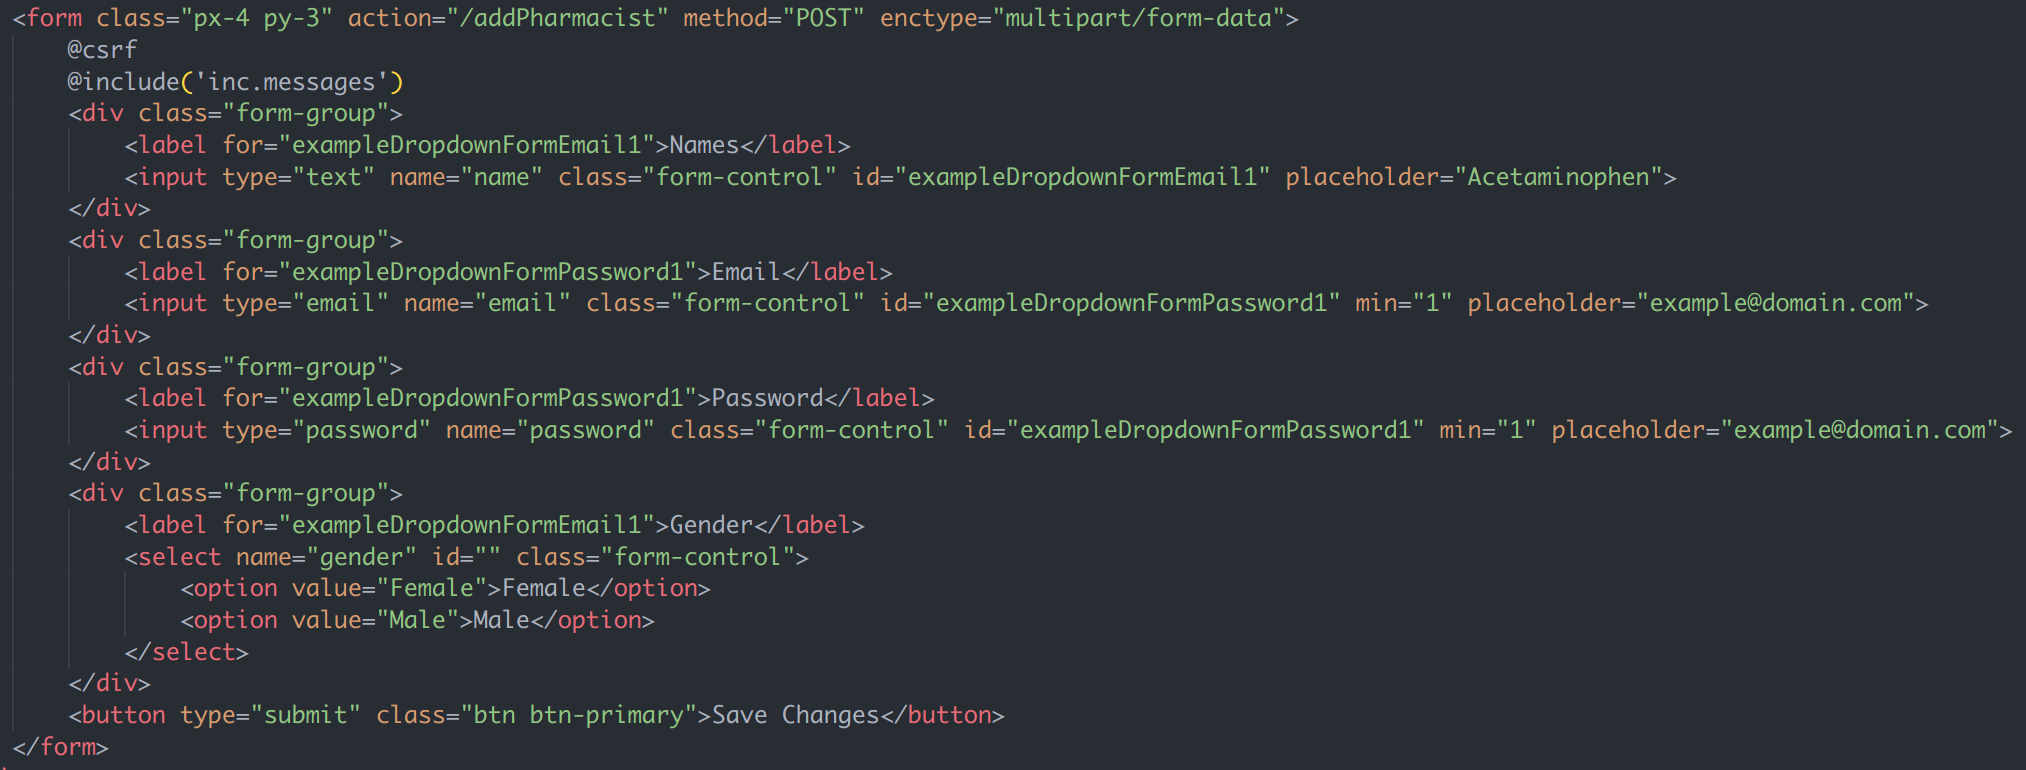 <form class="px-4 py-3" action="/addPharmacist" method="POST" enctype="multipart/form-data">
    @csrf
    @include('inc.messages')
    <div class="form-group">
        <label for="exampleDropdownFormEmail1">Names</label>
        <input type="text" name="name" class="form-control" id="exampleDropdownFormEmail1" placeholder="Acetaminophen">
    </div>
    <div class="form-group">
        <label for="exampleDropdownFormPassword1">Email</label>
        <input type="email" name="email" class="form-control" id="exampleDropdownFormPassword1" min="1" placeholder="example@domain.com">
    </div>
    <div class="form-group">
        <label for="exampleDropdownFormPassword1">Password</label>
        <input type="password" name="password" class="form-control" id="exampleDropdownFormPassword1" min="1" placeholder="example@domain.com">
    </div>
    <div class="form-group">
        <label for="exampleDropdownFormEmail1">Gender</label>
        <select name="gender" id="" class="form-control">
            <option value="Female">Female</option>
            <option value="Male">Male</option>
        </select>
    </div>
    <button type="submit" class="btn btn-primary">Save Changes</button>
</form>